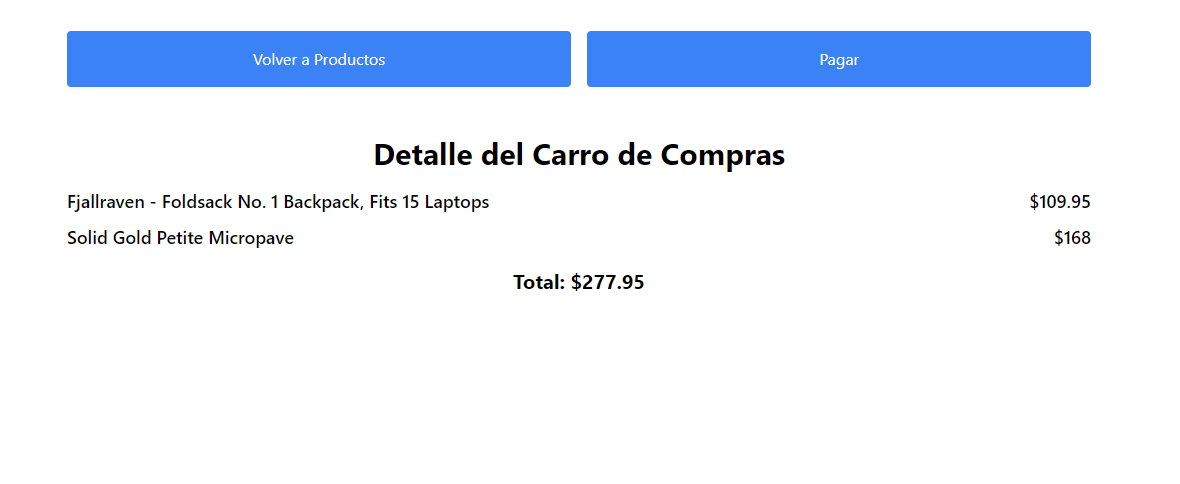 Volver a Productos
Pagar
Detalle del Carro de Compras
Fjallraven - Foldsack No. 1 Backpack, Fits 15 Laptops $109.95
Solid Gold Petite Micropave $168
Total: $277.95